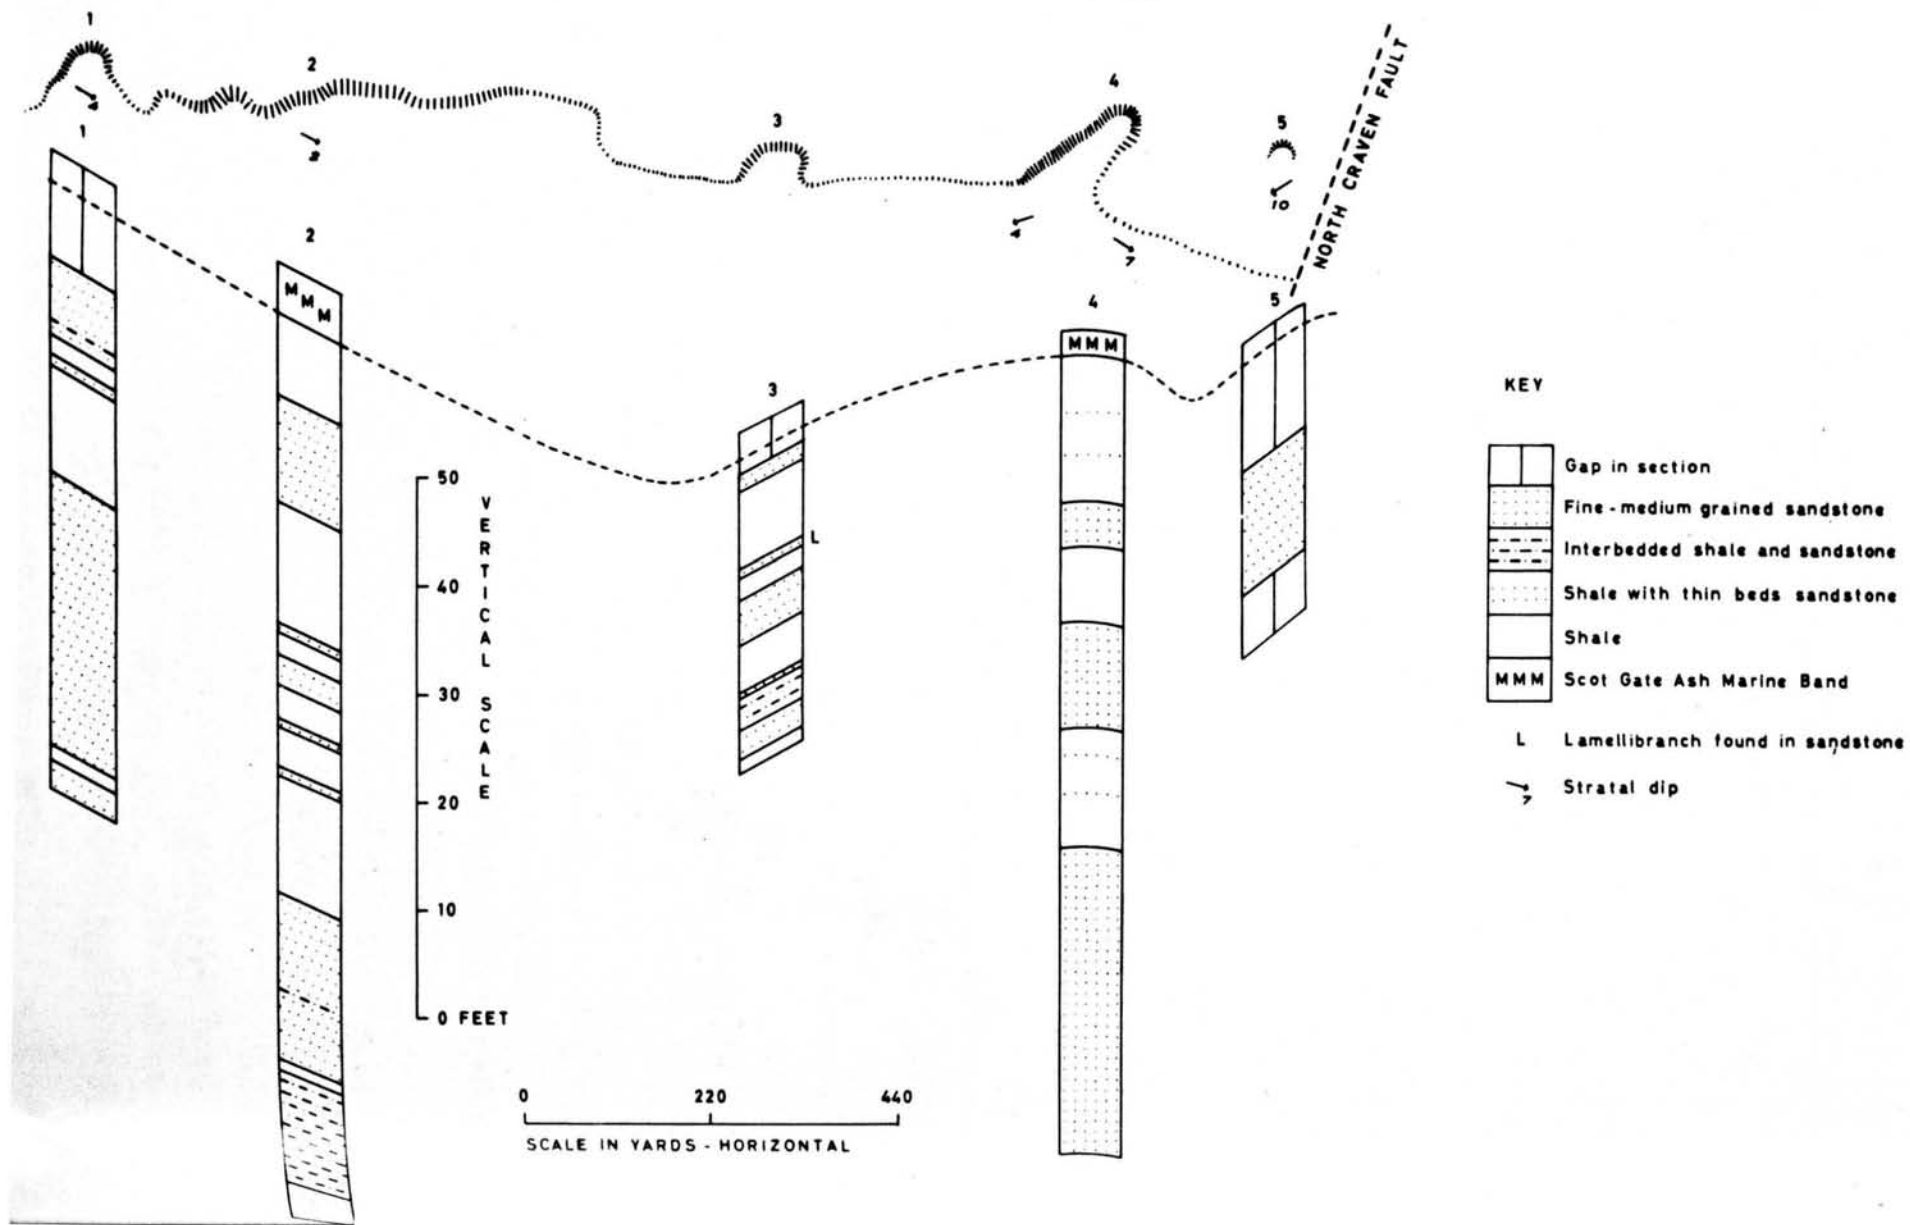 1
2
3
4
5
NORTH CRAVEN FAULT
4
8
4
7
10
1
2
3
4
5
MMM
MMM
L
50
40
30
20
10
0 FEET
VERTICAL SCALE
0 220 440
SCALE IN YARDS - HORIZONTAL
KEY
Gap in section
Fine - medium grained sandstone
Interbedded shale and sandstone
Shale with thin beds sandstone
Shale
MMM Scot Gate Ash Marine Band
L Lamellibranch found in sandstone
7 Stratal dip